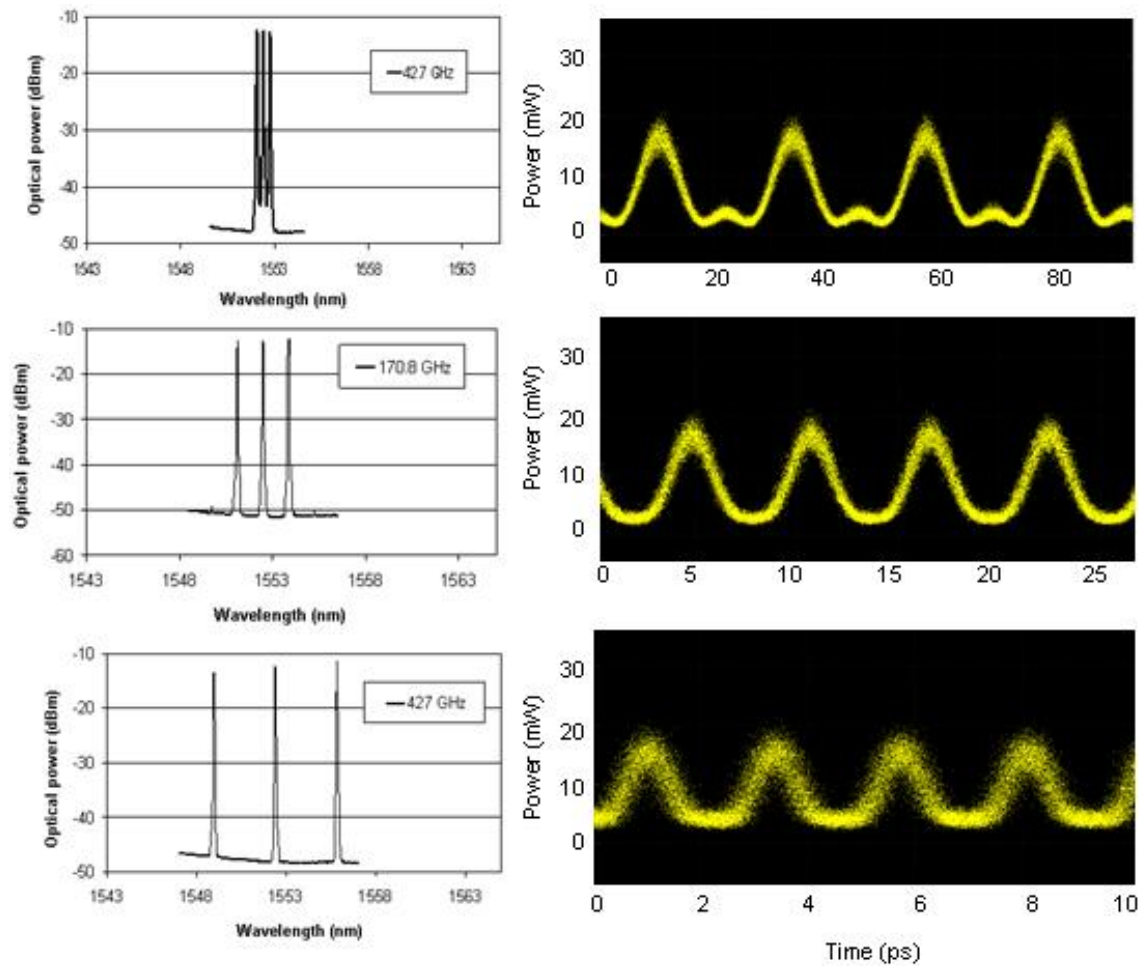 -10
-20
-30
-40
-50
Optical power (dBm)
427 GHz
1543 1548 1553 1558 1563
Wavelength (nm)
30
20
10
0
Power (mW)
0 20 40 60 80
-10
-20
-30
-40
-50
-60
Optical power (dBm)
170.8 GHz
1543 1548 1553 1558 1563
Wavelength (nm)
30
20
10
0
Power (mW)
0 5 10 15 20 25
-10
-20
-30
-40
-50
Optical power (dBm)
427 GHz
1543 1548 1553 1558 1563
Wavelength (nm)
30
20
10
0
Power (mW)
0 2 4 6 8 10
Time (ps)